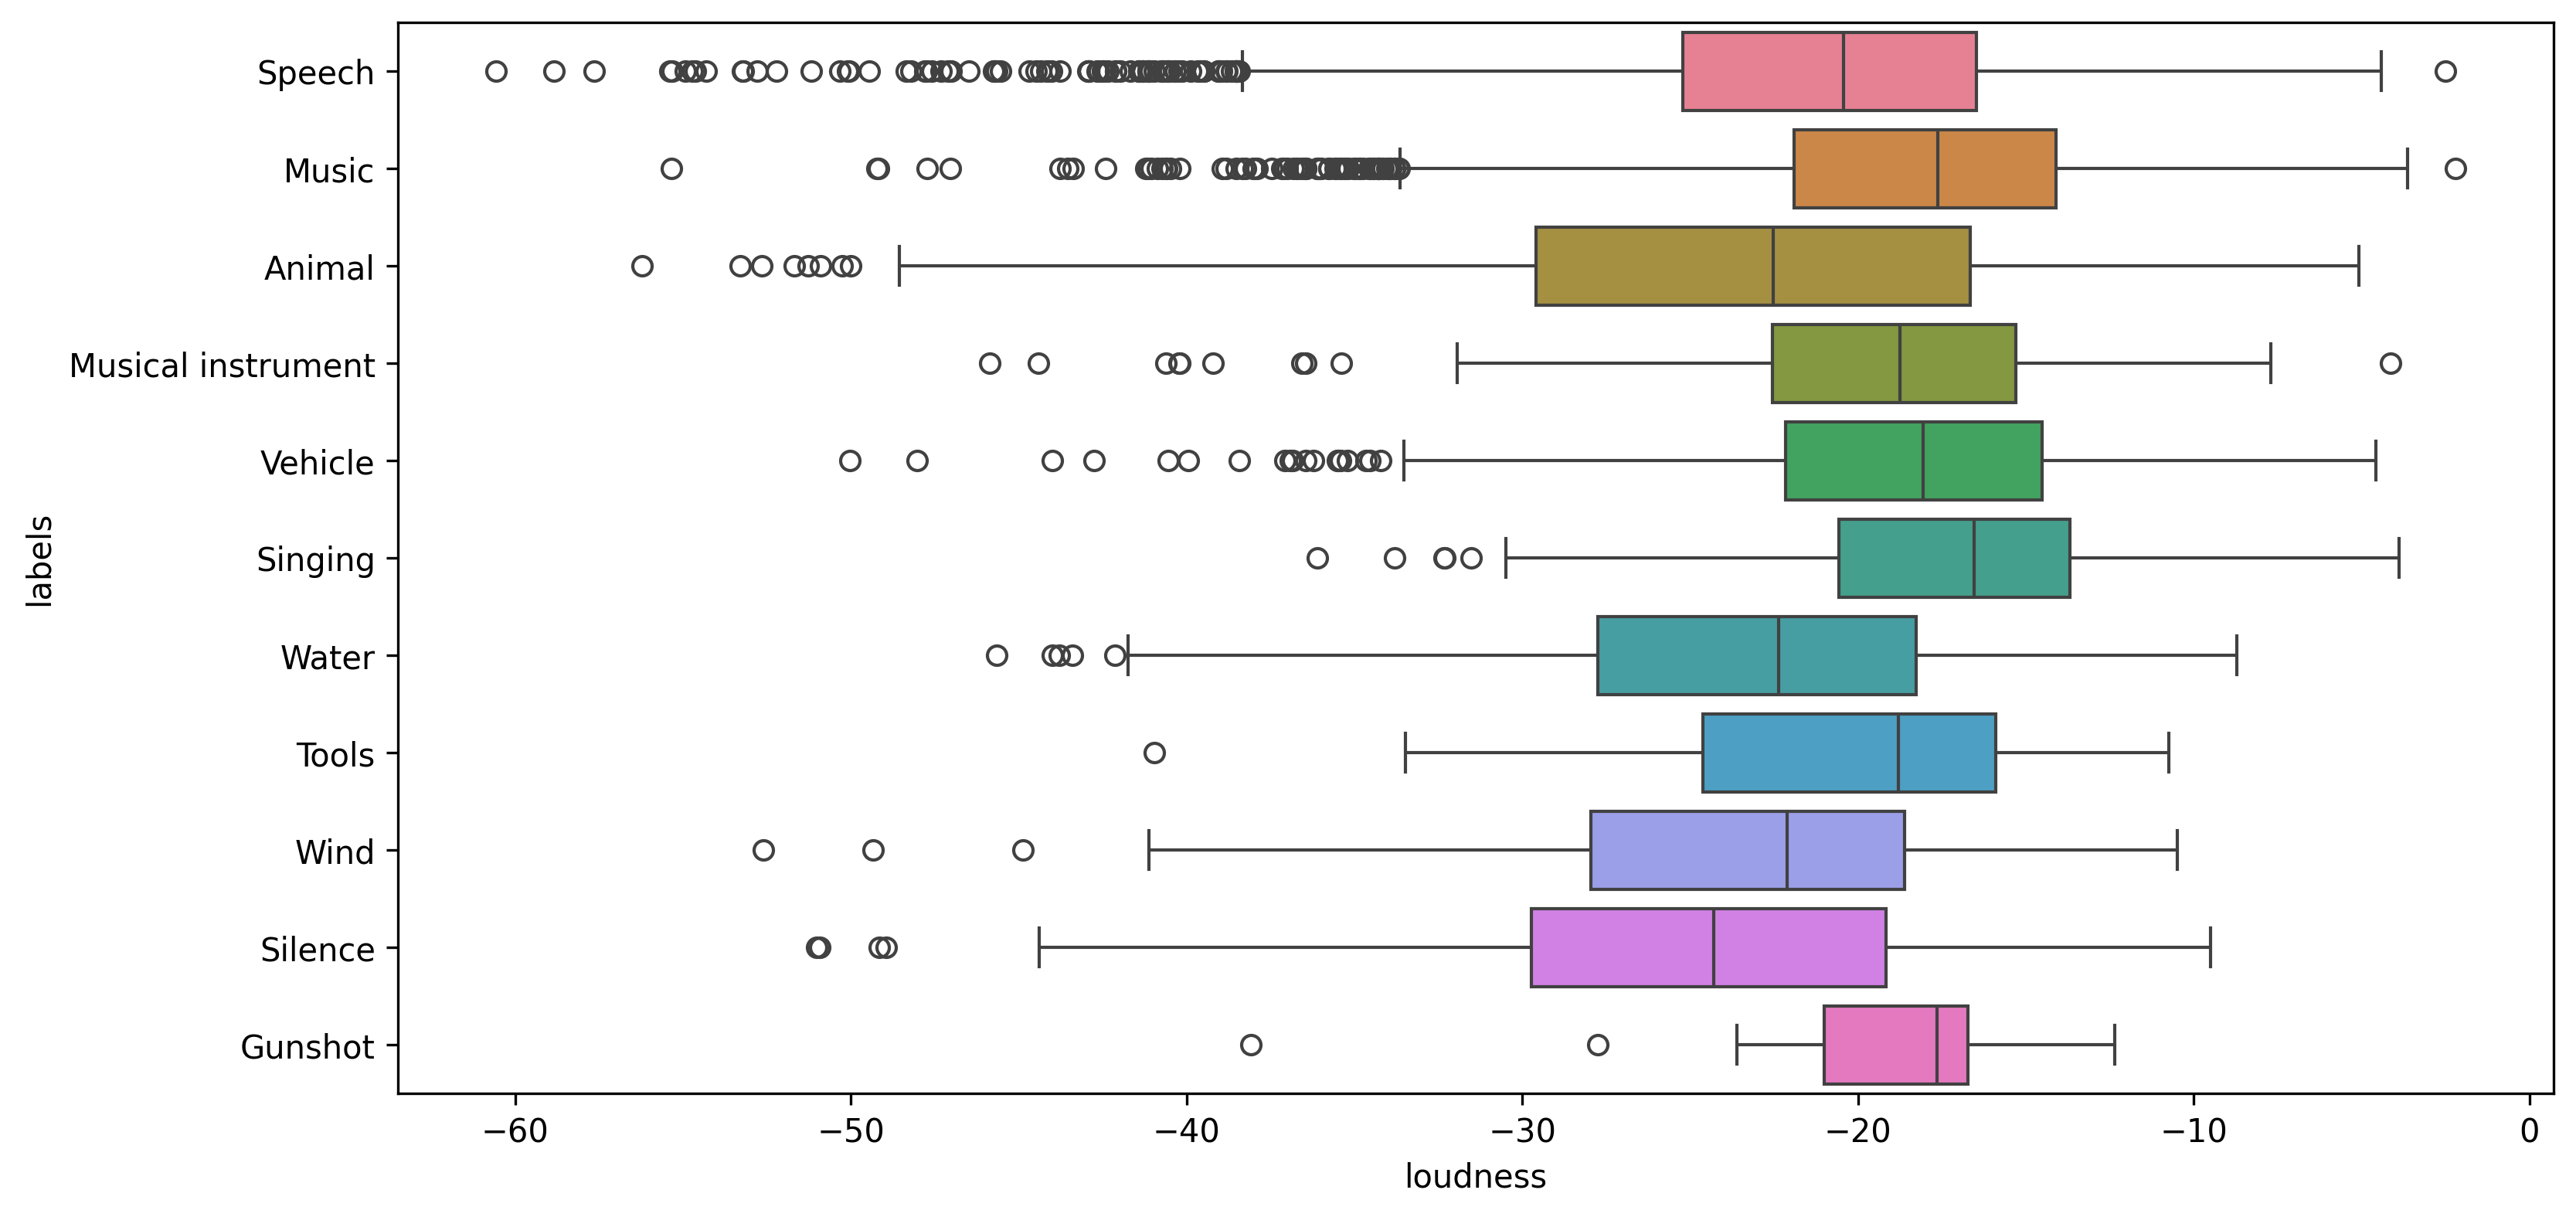 Speech
Music
Animal
Musical instrument
Vehicle
Singing
Water
Tools
Wind
Silence
Gunshot
labels
−60 −50 −40 −30 −20 −10 0
loudness